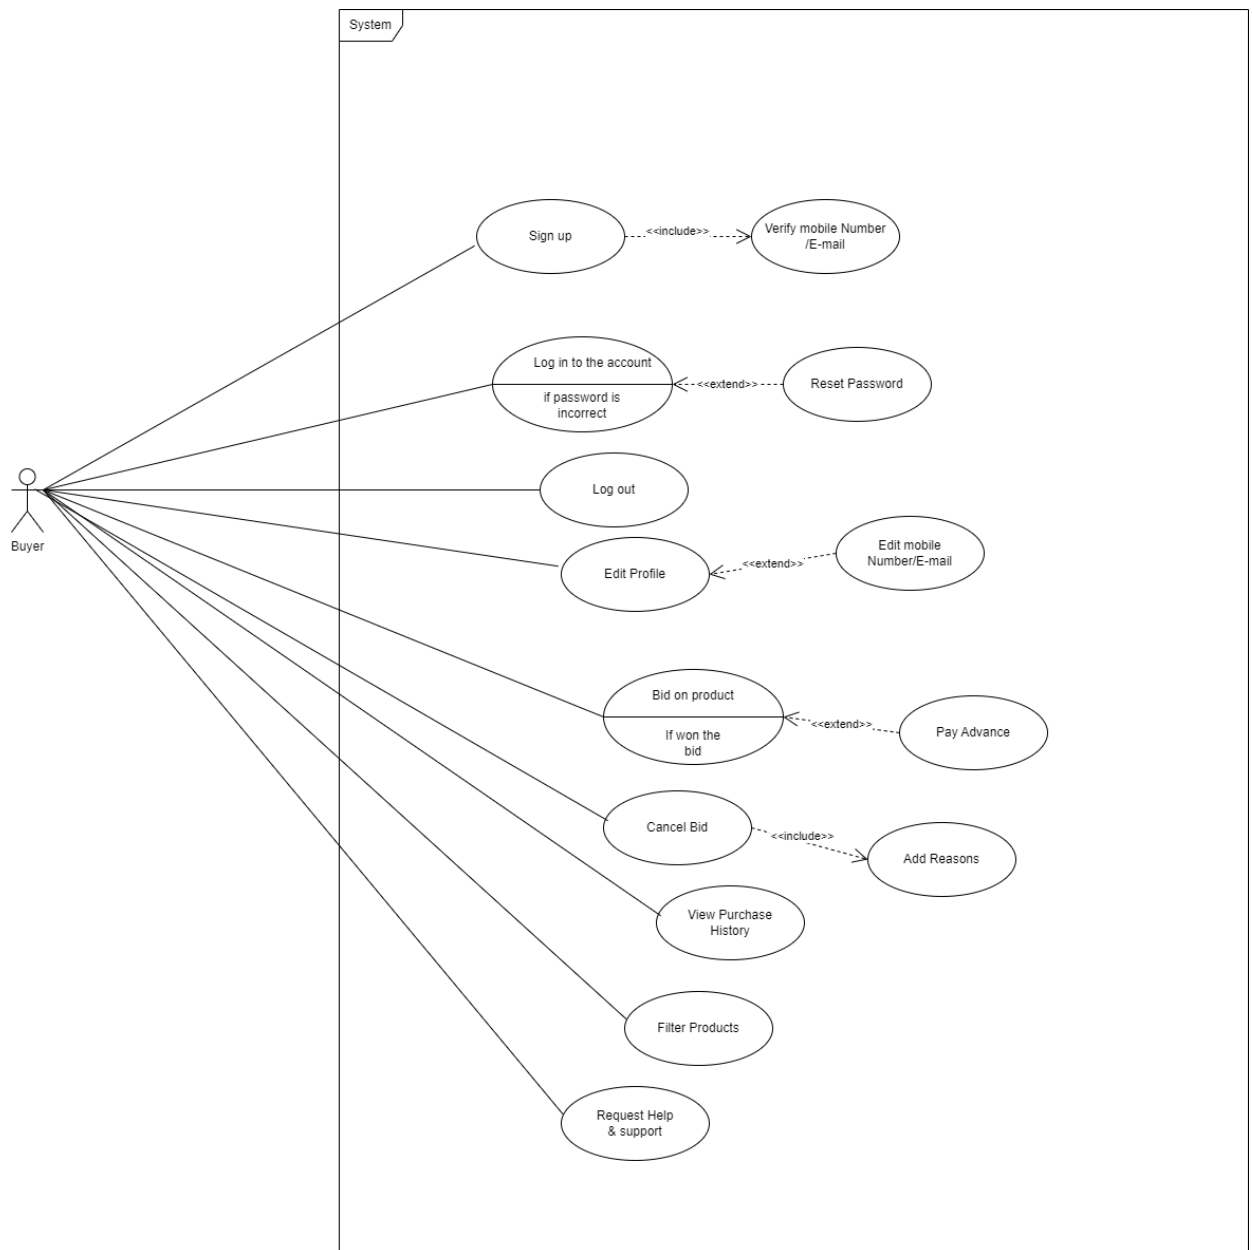 System
Sign up
<<include>>
Verify mobile Number
/E-mail
Log in to the account
if password is
incorrect
<<extend>>
Reset Password
Log out
Buyer
Edit Profile
<<extend>>
Edit mobile
Number/E-mail
Bid on product
If won the
bid
<<extend>>
Pay Advance
Cancel Bid
<<include>>
Add Reasons
View Purchase
History
Filter Products
Request Help
& support